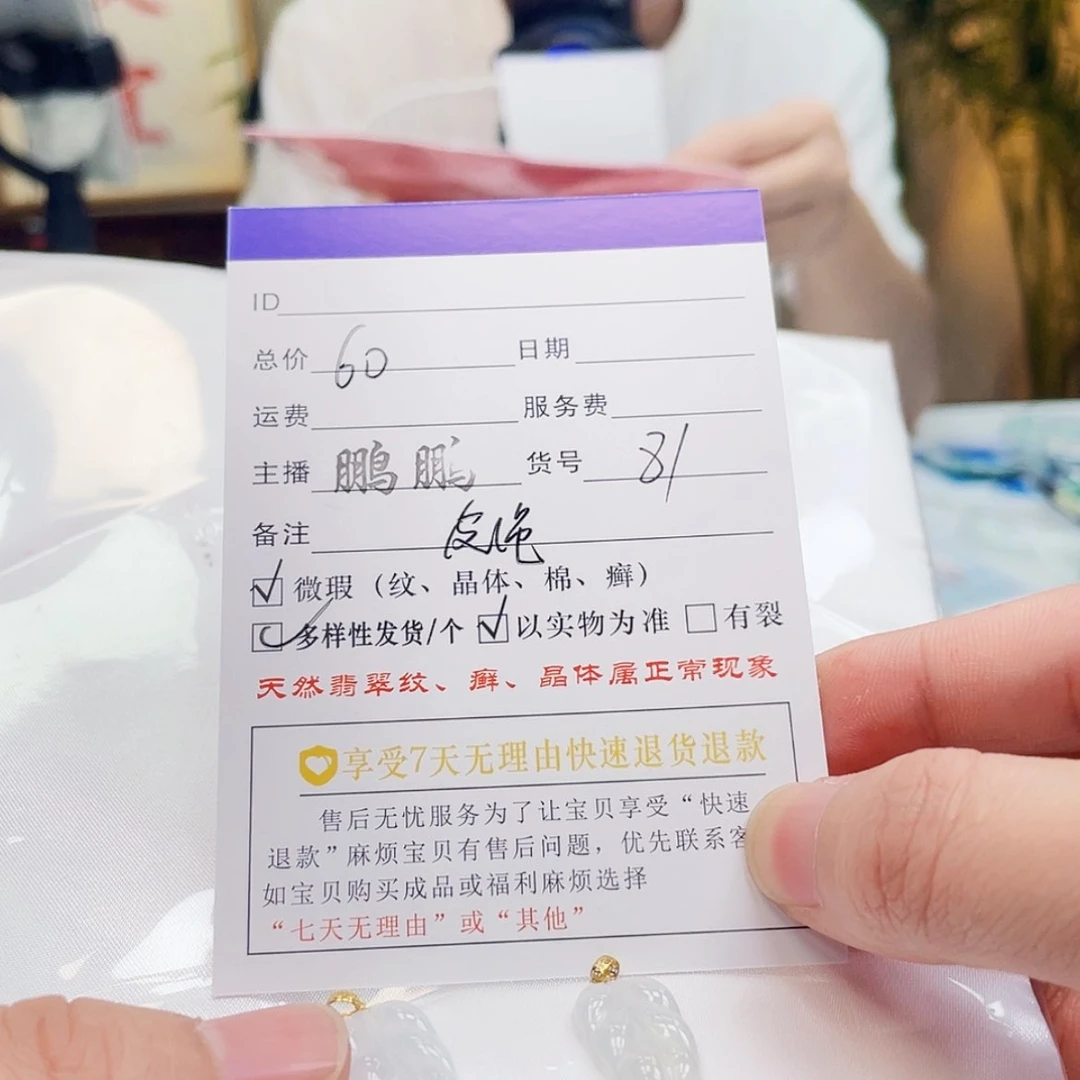 ID
总价 60 日期
运费 服务费
主播 鹏鹏 货号 81
备注 皮色
微瑕（纹、晶体、棉、癣）
多样性发货/个 以实物为准 有裂
天然翡翠纹、癣、晶体属正常现象
享受7天无理由快速退货退款
售后无忧服务为了让宝贝享受“快速
退款”麻烦宝贝有售后问题，优先联系客
如宝贝购买成品或福利麻烦选择
“七天无理由”或“其他”